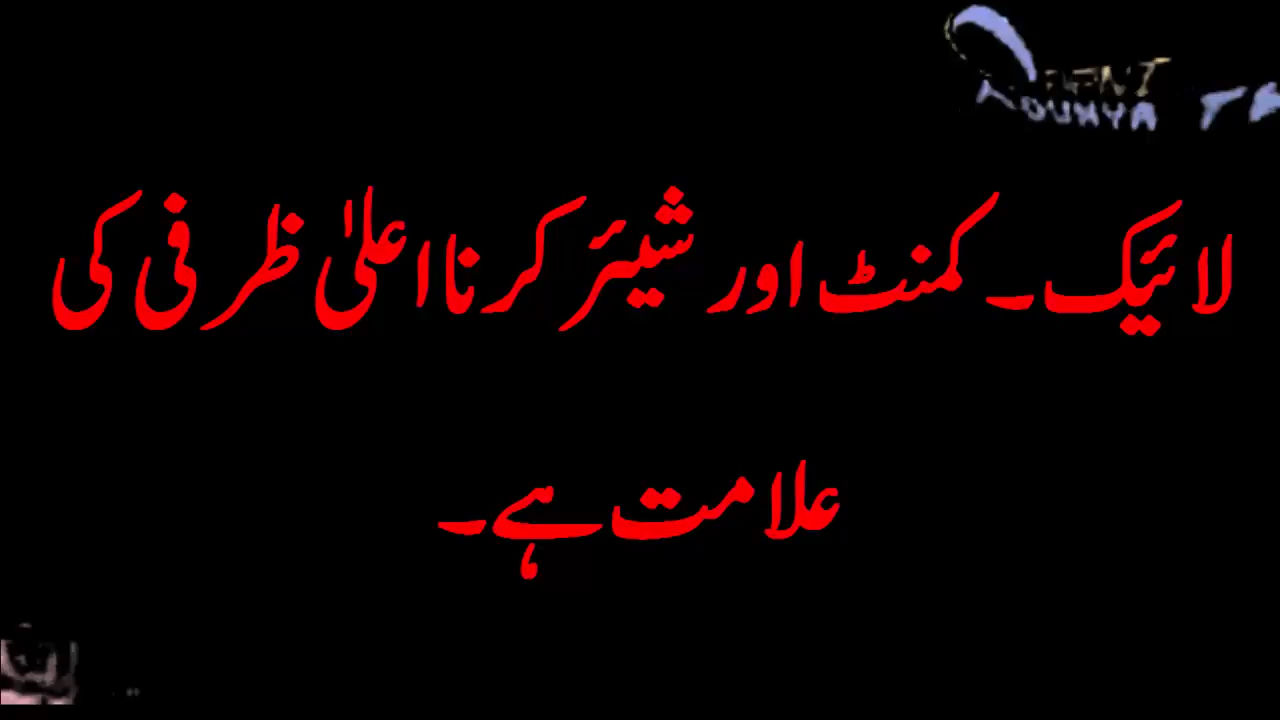 لائیک۔ کمنٹ اور شیئر کرنا اعلیٰ ظرفی کی
علامت ہے۔